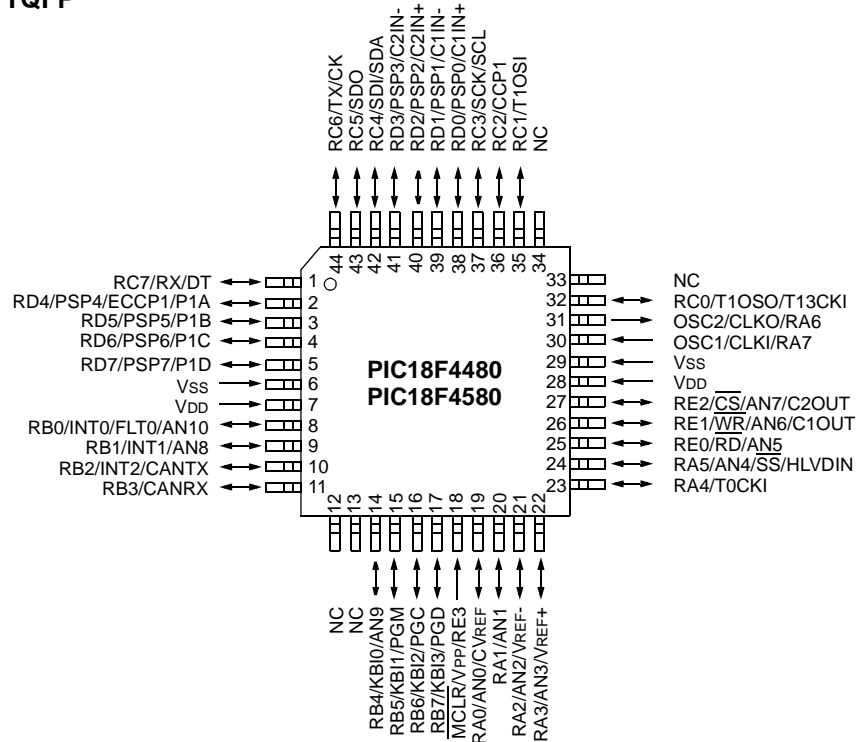 TQFP
RC6/TX/CK
RC5/SDO
RC4/SDI/SDA
RD3/PSP3/C2IN-
RD2/PSP2/C2IN+
RD1/PSP1/C1IN-
RD0/PSP0/C1IN+
RC3/SCK/SCL
RC2/CCP1
RC1/T1OSI
NC
44 43 42 41 40 39 38 37 36 35 34
RC7/RX/DT 1
RD4/PSP4/ECCP1/P1A 2
RD5/PSP5/P1B 3
RD6/PSP6/P1C 4
RD7/PSP7/P1D 5
VSS 6
VDD 7
RB0/INT0/FLT0/AN10 8
RB1/INT1/AN8 9
RB2/INT2/CANTX 10
RB3/CANRX 11
PIC18F4480
PIC18F4580
33 NC
32 RC0/T1OSO/T13CKI
31 OSC2/CLKO/RA6
30 OSC1/CLKI/RA7
29 VSS
28 VDD
27 RE2/CS/AN7/C2OUT
26 RE1/WR/AN6/C1OUT
25 RE0/RD/AN5
24 RA5/AN4/SS/HLVDIN
23 RA4/T0CKI
12 13 14 15 16 17 18 19 20 21 22
NC
NC
RB4/KBI0/AN9
RB5/KBI1/PGM
RB6/KBI2/PGC
RB7/KBI3/PGD
MCLR/VPP/RE3
RA0/AN0/CVREF
RA1/AN1
RA2/AN2/VREF-
RA3/AN3/VREF+